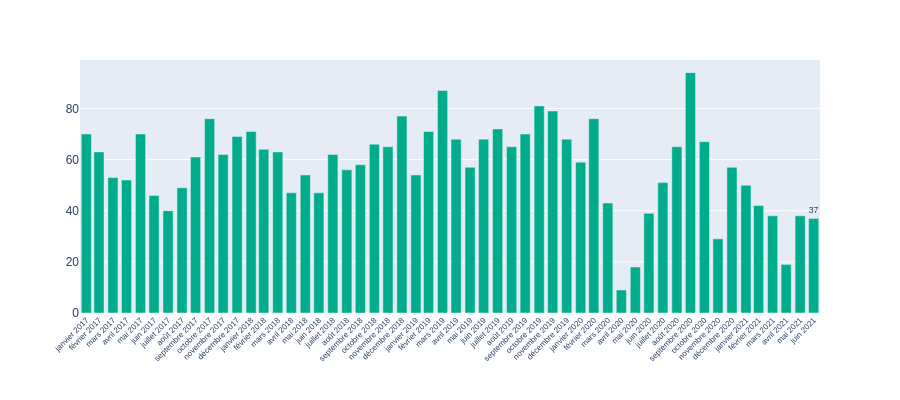 80
60
40
20
0
37
janvier 2017
février 2017
mars 2017
avril 2017
mai 2017
juin 2017
juillet 2017
août 2017
septembre 2017
octobre 2017
novembre 2017
décembre 2017
janvier 2018
février 2018
mars 2018
avril 2018
mai 2018
juin 2018
juillet 2018
août 2018
septembre 2018
octobre 2018
novembre 2018
décembre 2018
janvier 2019
février 2019
mars 2019
avril 2019
mai 2019
juin 2019
juillet 2019
août 2019
septembre 2019
octobre 2019
novembre 2019
décembre 2019
janvier 2020
février 2020
mars 2020
avril 2020
mai 2020
juin 2020
juillet 2020
août 2020
septembre 2020
octobre 2020
novembre 2020
décembre 2020
janvier 2021
février 2021
mars 2021
avril 2021
mai 2021
juin 2021